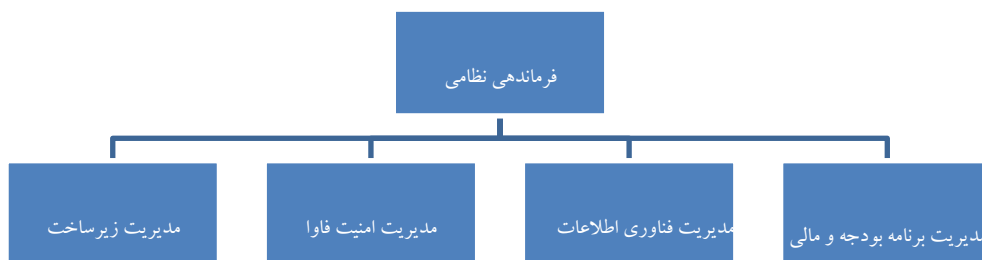 فرماندهی نظامی
مدیریت برنامه بودجه و مالی
مدیریت فناوری اطلاعات
مدیریت امنیت فاوا
مدیریت زیرساخت